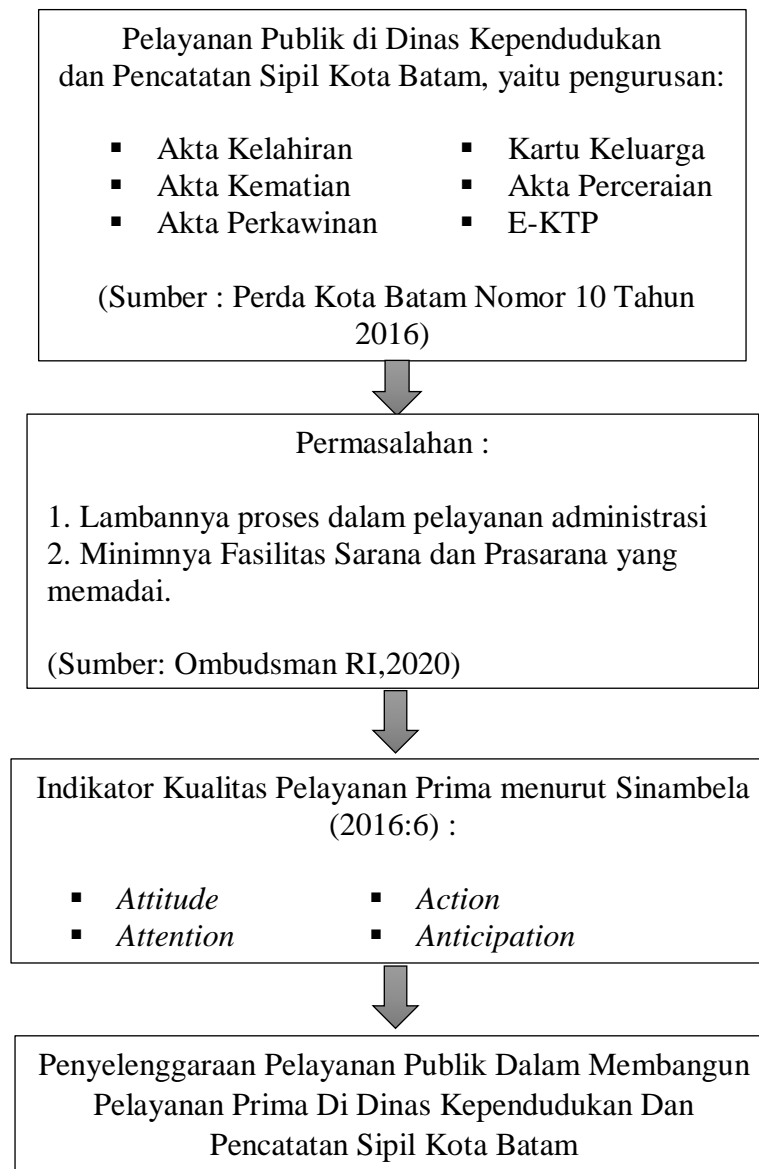 Pelayanan Publik di Dinas Kependudukan
dan Pencatatan Sipil Kota Batam, yaitu pengurusan:
▪ Akta Kelahiran
▪ Akta Kematian
▪ Akta Perkawinan
▪ Kartu Keluarga
▪ Akta Perceraian
▪ E-KTP
(Sumber : Perda Kota Batam Nomor 10 Tahun
2016)
Permasalahan :
1. Lambannya proses dalam pelayanan administrasi
2. Minimnya Fasilitas Sarana dan Prasarana yang
memadai.
(Sumber: Ombudsman RI,2020)
Indikator Kualitas Pelayanan Prima menurut Sinambela
(2016:6) :
▪ Attitude
▪ Attention
▪ Action
▪ Anticipation
Penyelenggaraan Pelayanan Publik Dalam Membangun
Pelayanan Prima Di Dinas Kependudukan Dan
Pencatatan Sipil Kota Batam